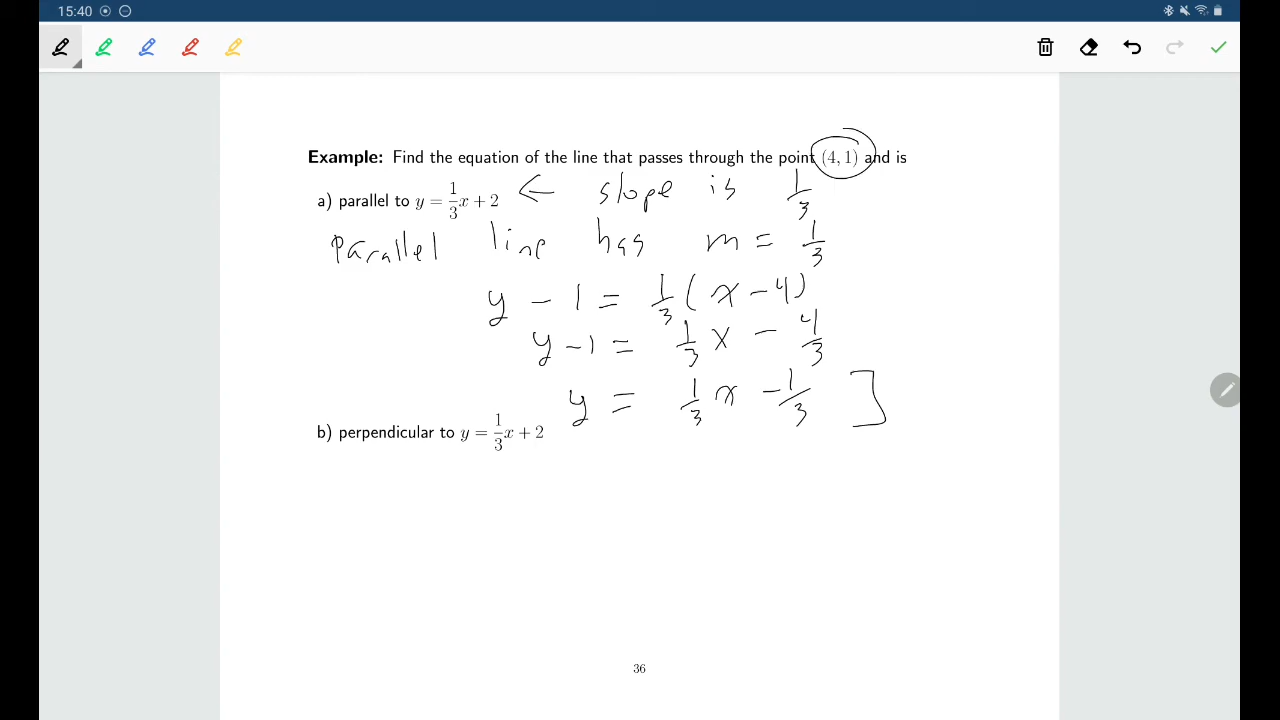 15:40
Example: Find the equation of the line that passes through the point (4, 1) and is
a) parallel to y = 1/3 x + 2 ← slope is 1/3
Parallel line has m = 1/3
y - 1 = 1/3 ( x - 4 )
y - 1 = 1/3 x - 4/3
y = 1/3 x - 1/3 ]
b) perpendicular to y = 1/3 x + 2
36